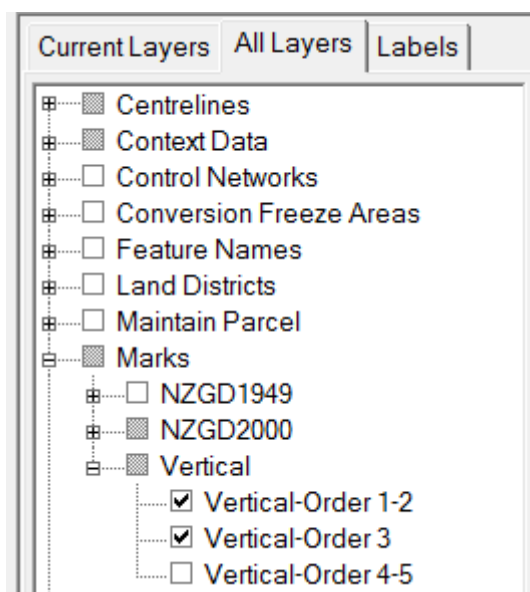 Current Layers All Layers Labels
Centrelines
Context Data
Control Networks
Conversion Freeze Areas
Feature Names
Land Districts
Maintain Parcel
Marks
NZGD1949
NZGD2000
Vertical
Vertical-Order 1-2
Vertical-Order 3
Vertical-Order 4-5